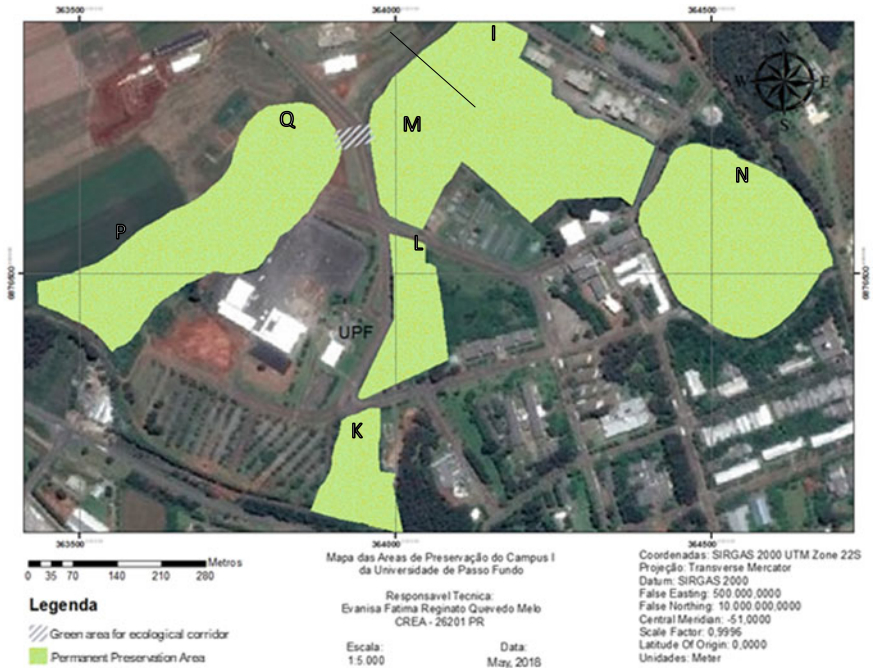 363500 364000 364500
I
N
W E
S
Q
M
N
P
L
6876500 6876500
UPF
K
363500 364000 364500
Metros
0 35 70 140 210 280
Legenda
Green area for ecological corridor
Permanent Preservation Area
Mapa das Areas de Preservação do Campus I
da Universidade de Passo Fundo
Responsavel Tecnica:
Evanisa Fatima Reginato Quevedo Melo
CREA - 26201 PR
Escala:
1:5.000
Data:
May, 2018
Coordenadas: SIRGAS 2000 UTM Zone 22S
Projeção: Transverse Mercator
Datum: SIRGAS 2000
False Easting: 500.000,0000
False Northing: 10.000.000,0000
Central Meridian: -51,0000
Scale Factor: 0,9996
Latitude Of Origin: 0,0000
Unidades: Meter